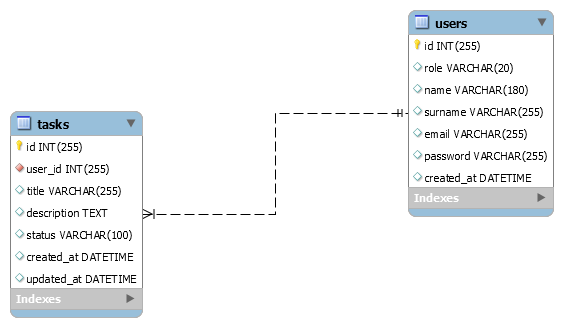 users
id INT(255)
role VARCHAR(20)
name VARCHAR(180)
surname VARCHAR(255)
email VARCHAR(255)
password VARCHAR(255)
created_at DATETIME
Indexes
tasks
id INT(255)
user_id INT(255)
title VARCHAR(255)
description TEXT
status VARCHAR(100)
created_at DATETIME
updated_at DATETIME
Indexes